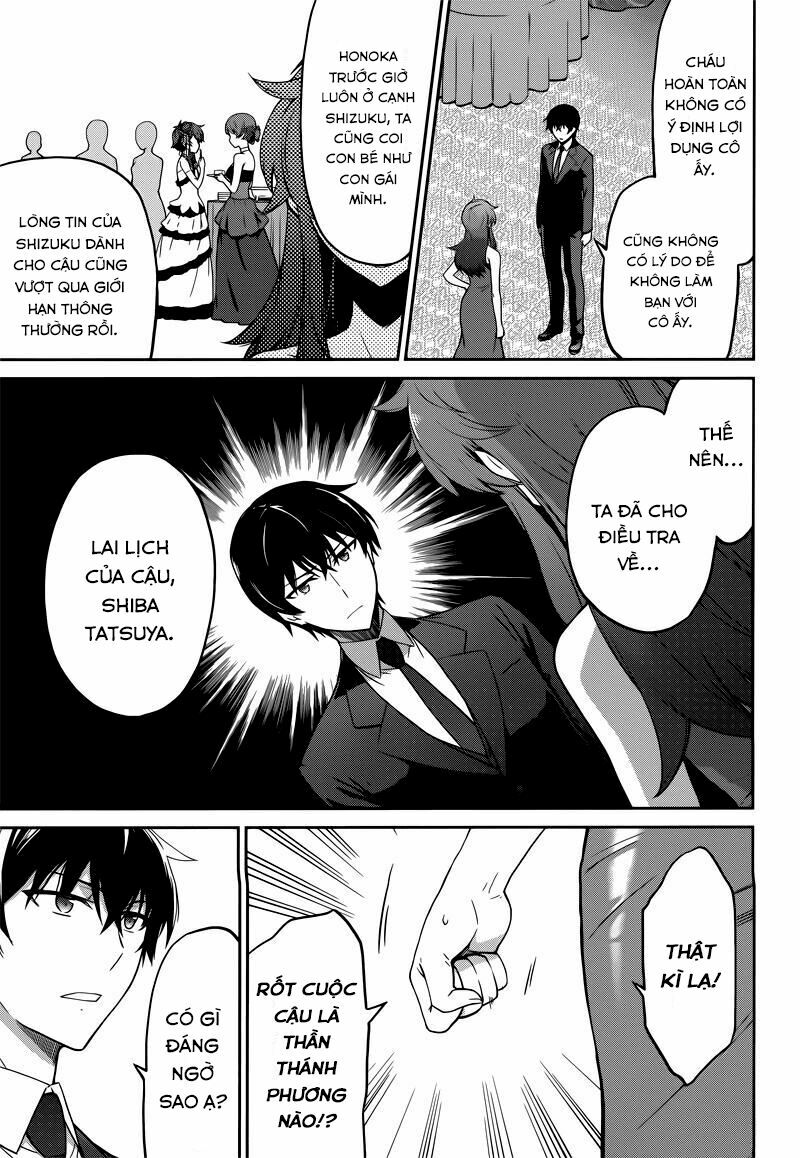 CHÁU
HOÀN TOÀN
KHÔNG CÓ
Ý ĐỊNH LỢI
DỤNG CÔ
ẤY.
CŨNG KHÔNG
CÓ LÝ DO ĐỂ
KHÔNG LÀM
BẠN VỚI
CÔ ẤY.
HONOKA
TRƯỚC GIỜ
LUÔN Ở CẠNH
SHIZUKU, TA
CŨNG COI
CON BÉ NHƯ
CON GÁI
MÌNH.
LÒNG TIN CỦA
SHIZUKU DÀNH
CHO CẬU CŨNG
VƯỢT QUA GIỚI
HẠN THÔNG
THƯỜNG RỒI.
THẾ
NÊN...
TA ĐÃ CHO
ĐIỀU TRA
VỀ...
LAI LỊCH
CỦA CẬU,
SHIBA
TATSUYA.
THẬT
KÌ LẠ!
RỐT CUỘC
CẬU LÀ
THẦN
THÁNH
PHƯƠNG
NÀO!?
CÓ GÌ
ĐÁNG
NGỜ
SAO Ạ?